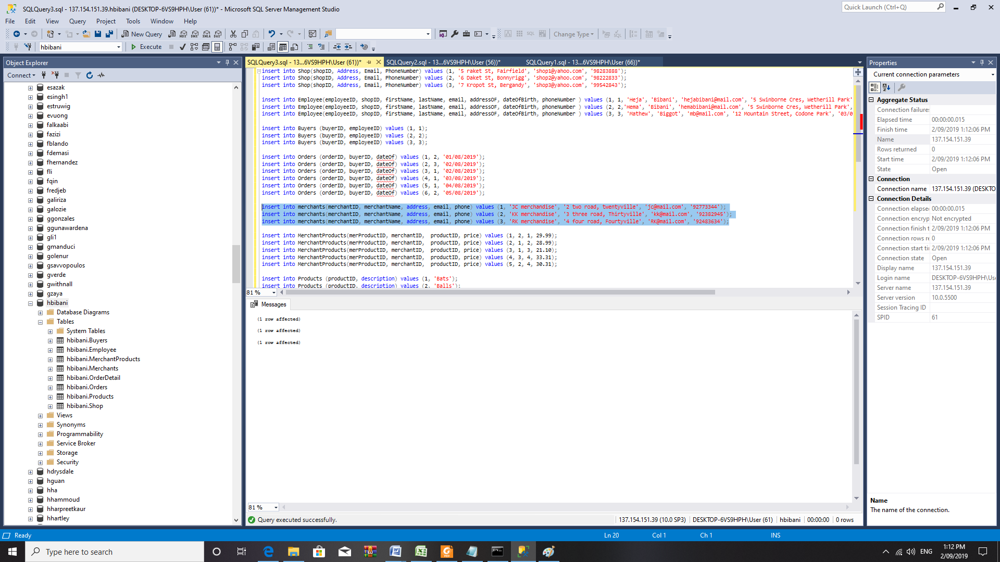 SQLQuery3.sql - 137.154.151.39.hbibani (DESKTOP-6VS9HPH\User (61))* - Microsoft SQL Server Management Studio
Quick Launch (Ctrl+Q)
File Edit View Query Project Tools Window Help
New Query
Change Type
hbibani
Execute
Object Explorer
Connect
esazak
esingh1
estruwig
evuong
falkaabi
fazizi
fblando
fdemasi
fhernandez
fli
fqin
fredjeb
galiriza
galozie
ggonzales
ggunawardena
gli1
gmanduci
golenur
gsavvopoulos
gverde
gwithnall
gzaya
hbibani
Database Diagrams
Tables
System Tables
hbibani.Buyers
hbibani.Employee
hbibani.MerchantProducts
hbibani.Merchants
hbibani.OrderDetail
hbibani.Orders
hbibani.Products
hbibani.Shop
Views
Synonyms
Programmability
Service Broker
Storage
Security
hdrysdale
hguan
hha
hhammoud
hharpreetkaur
hhartley
SQLQuery3.sql - 13...6VS9HPH\User (61))* SQLQuery2.sql - 13...6VS9HPH\User (56))* SQLQuery1.sql - 13...6VS9HPH\User (66))*
insert into Shop(shopID, Address, Email, PhoneNumber) values (1, '5 raket St, Fairfield', 'shop1@yahoo.com', '98283888');
insert into Shop(shopID, Address, Email, PhoneNumber) values (2, '6 Daket St, Bonnyrigg', 'shop2@yahoo.com', '98222833');
insert into Shop(shopID, Address, Email, PhoneNumber) values (3, '7 Kropot St, Bergandy', 'shop3@yahoo.com', '99542843');
insert into Employee(employeeID, shopID, firstName, lastName, email, addressOF, dateOfBirth, phoneNumber ) values (1, 1, 'Heja', 'Bibani', 'hejabibani@mail.com', '5 Swinborne Cres, Wetherill Park'
insert into Employee(employeeID, shopID, firstName, lastName, email, addressOF, dateOfBirth, phoneNumber ) values (2, 2,'Hema', 'Bibani', 'hemabibani@mail.com', '5 Swinborne Cres, Wetherill Park',
insert into Employee(employeeID, shopID, firstName, lastName, email, addressOF, dateOfBirth, phoneNumber ) values (3, 3, 'Mathew', 'Biggot', 'mb@mail.com', '12 Mountain Street, Codone Park', '03/0
insert into Buyers (buyerID, employeeID) values (1, 1);
insert into Buyers (buyerID, employeeID) values (2, 2);
insert into Buyers (buyerID, employeeID) values (3, 3);
insert into Orders (orderID, buyerID, dateOf) values (1, 2, '01/08/2019');
insert into Orders (orderID, buyerID, dateOf) values (2, 3, '02/08/2019');
insert into Orders (orderID, buyerID, dateOf) values (3, 1, '02/08/2019');
insert into Orders (orderID, buyerID, dateOf) values (4, 1, '03/08/2019');
insert into Orders (orderID, buyerID, dateOf) values (5, 1, '04/08/2019');
insert into Orders (orderID, buyerID, dateOf) values (6, 2, '05/08/2019');
insert into merchants(merchantID, merchantName, address, email, phone) values (1, 'JC merchandise', '2 two road, twentyville', 'jc@mail.com', '92773344');
insert into merchants(merchantID, merchantName, address, email, phone) values (2, 'KK merchandise', '3 three road, Thirtyville', 'kk@mail.com', '92382945');
insert into merchants(merchantID, merchantName, address, email, phone) values (3, 'RK merchandise', '4 four road, Fourtyville', 'RK@mail.com', '92483634');
insert into MerchantProducts(merProductID, merchantID, productID, price) values (1, 2, 1, 29.99);
insert into MerchantProducts(merProductID, merchantID, productID, price) values (2, 1, 2, 28.99);
insert into MerchantProducts(merProductID, merchantID, productID, price) values (3, 1, 3, 21.10);
insert into MerchantProducts(merProductID, merchantID, productID, price) values (4, 3, 4, 33.31);
insert into MerchantProducts(merProductID, merchantID, productID, price) values (5, 2, 4, 30.31);
insert into Products (productID, description) values (1, 'Bats');
insert into Products (productID, description) values (2, 'Balls');
81 %
Messages
(1 row affected)
(1 row affected)
(1 row affected)
81 %
Query executed successfully. 137.154.151.39 (10.0 SP3) DESKTOP-6VS9HPH\User (61) hbibani 00:00:00 0 rows
Properties
Current connection parameters
Aggregate Status
Connection failures
Elapsed time 00:00:00.015
Finish time 2/09/2019 1:12:06 PM
Name 137.154.151.39
Rows returned 0
Start time 2/09/2019 1:12:06 PM
State Open
Connection
Connection name 137.154.151.39 (DESKTO
Connection Details
Connection elapse 00:00:00.015
Connection encryp Not encrypted
Connection finish t 2/09/2019 1:12:06 PM
Connection rows re 0
Connection start ti 2/09/2019 1:12:06 PM
Connection state Open
Display name 137.154.151.39
Login name DESKTOP-6VS9HPH\Us
Server name 137.154.151.39
Server version 10.0.5500
Session Tracing ID
SPID 61
Name
The name of the connection.
Ready Ln 20 Col 1 Ch 1 INS
Type here to search
ENG
1:12 PM
2/09/2019